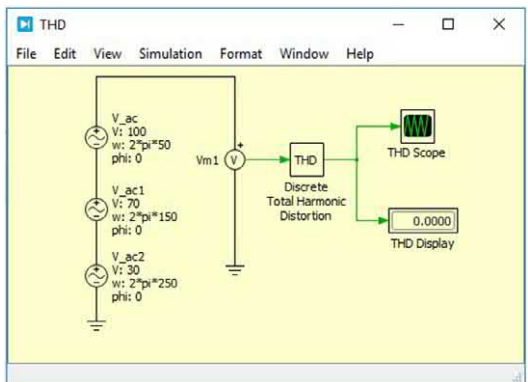 THD
File Edit View Simulation Format Window Help
V_ac
V: 100
w: 2*pi*50
phi: 0
V_ac1
V: 70
w: 2*pi*150
phi: 0
V_ac2
V: 30
w: 2*pi*250
phi: 0
Vm1
V
+
THD
Discrete
Total Harmonic
Distortion
THD Scope
0.0000
THD Display